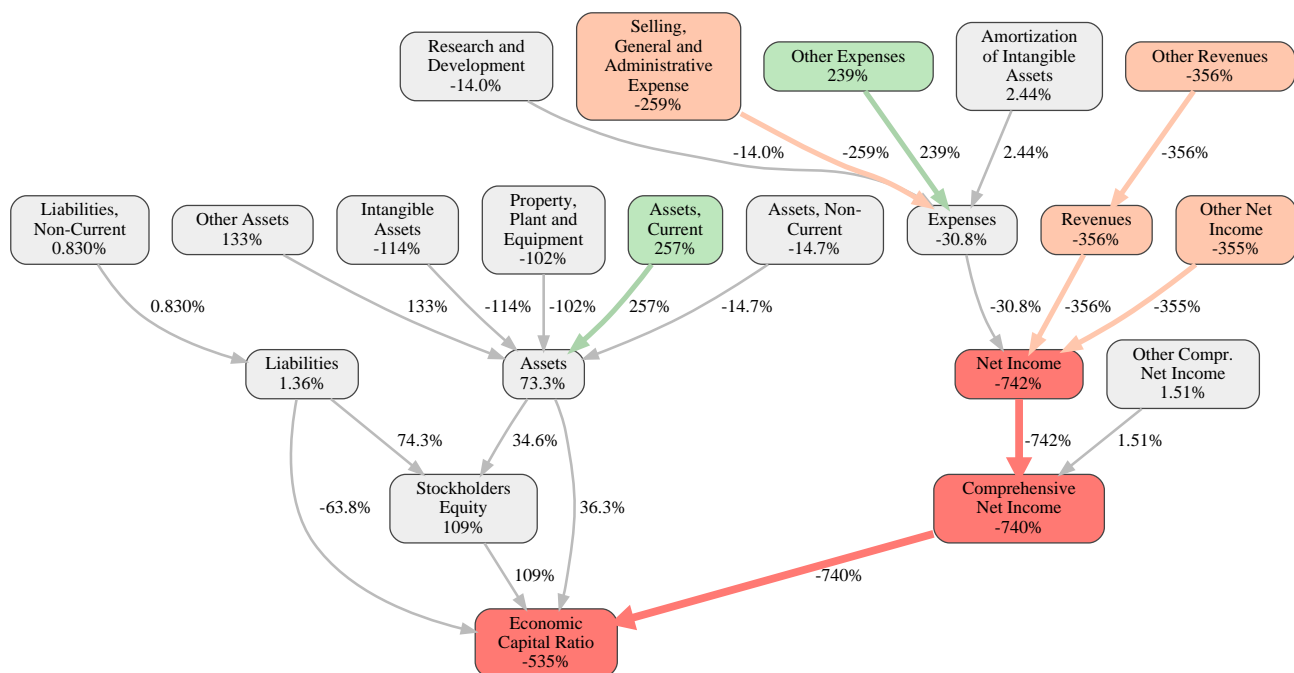 Research and
Development
-14.0%
Selling,
General and
Administrative
Expense
-259%
Other Expenses
239%
Amortization
of Intangible
Assets
2.44%
Other Revenues
-356%
-14.0%
-259%
239%
2.44%
-356%
Liabilities,
Non-Current
0.830%
Other Assets
133%
Intangible
Assets
-114%
Property,
Plant and
Equipment
-102%
Assets,
Current
257%
Assets, Non-
Current
-14.7%
Expenses
-30.8%
Revenues
-356%
Other Net
Income
-355%
0.830%
133%
-114%
-102%
257%
-14.7%
-30.8%
-356%
-355%
Liabilities
1.36%
Assets
73.3%
Net Income
-742%
Other Compr.
Net Income
1.51%
74.3%
34.6%
-742%
1.51%
-63.8%
Stockholders
Equity
109%
36.3%
Comprehensive
Net Income
-740%
109%
-740%
Economic
Capital Ratio
-535%